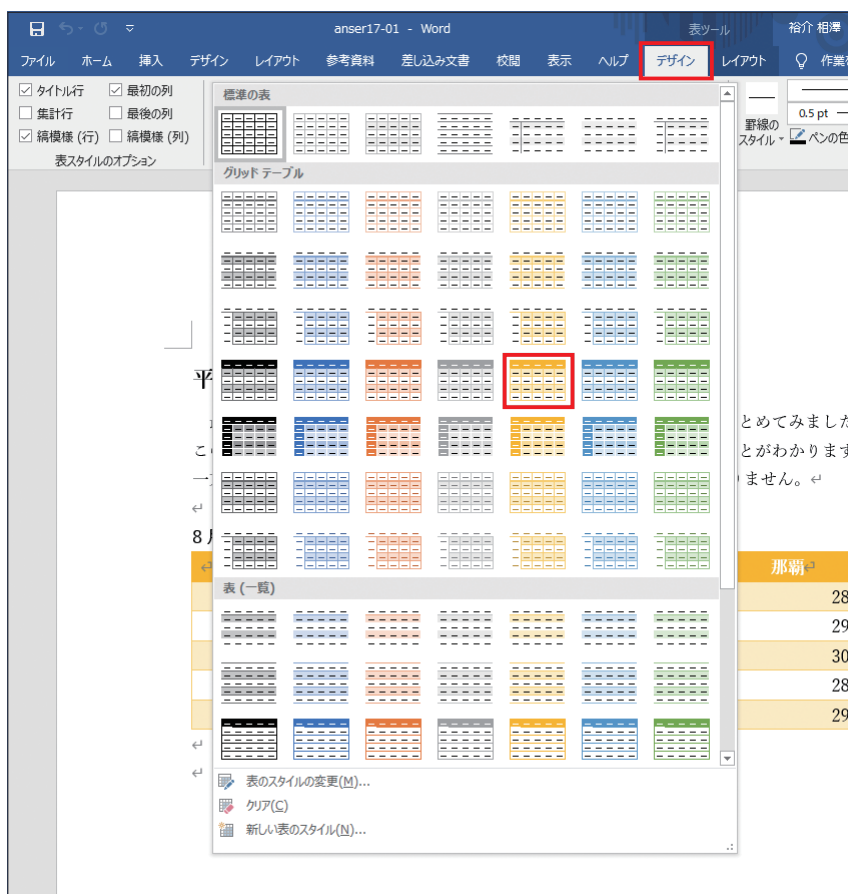 anser17-01 - Word
表ツール
裕介 相澤
ファイル ホーム 挿入 デザイン レイアウト 参考資料 差し込み文書 校閲 表示 ヘルプ デザイン レイアウト 作業
タイトル行 最初の列
集計行 最後の列
縞模様 (行) 縞模様 (列)
表スタイルのオプション
標準の表
罫線の
スタイル
0.5 pt
ペンの色
グリッド テーブル
平
とめてみました
こ とがわかります
一 りません。
8月
那覇
28
29
30
28
29
表 (一覧)
表のスタイルの変更(M)...
クリア(C)
新しい表のスタイル(N)...